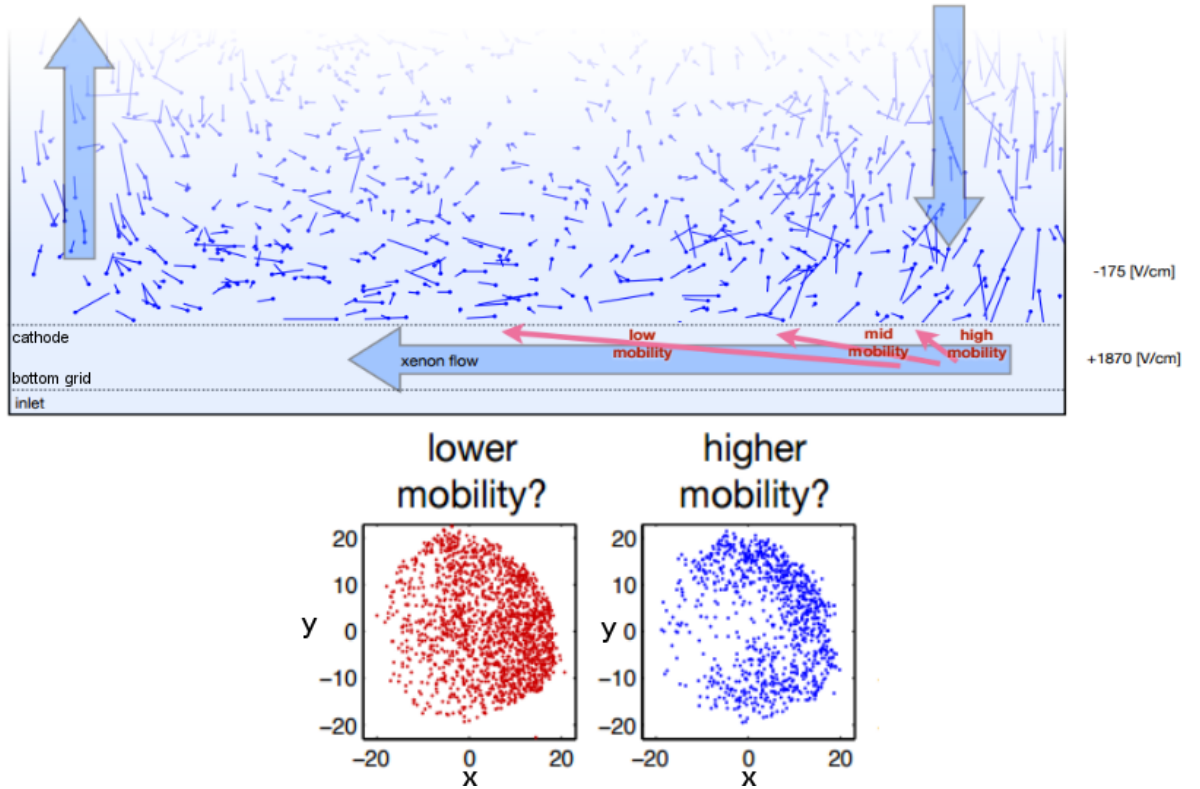 -175 [V/cm]
cathode
low
mobility
mid
mobility
high
mobility
xenon flow
+1870 [V/cm]
bottom grid
inlet
lower
mobility?
higher
mobility?
20
10
0
−10
−20
y
−20
0
20
x
20
10
0
−10
−20
y
−20
0
20
x